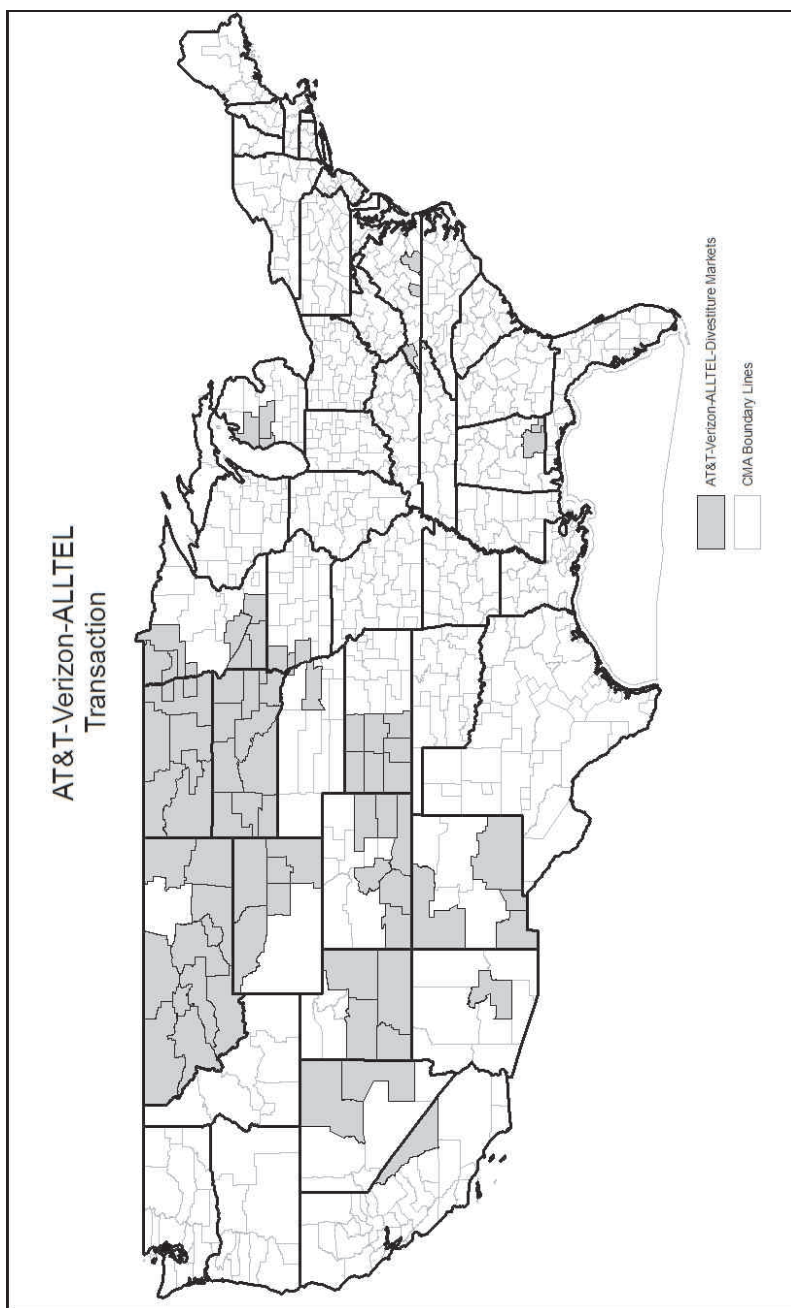 AT&T-Verizon-ALLTEL
Transaction
AT&T-Verizon-ALLTEL-Divestiture Markets
CMA Boundary Lines